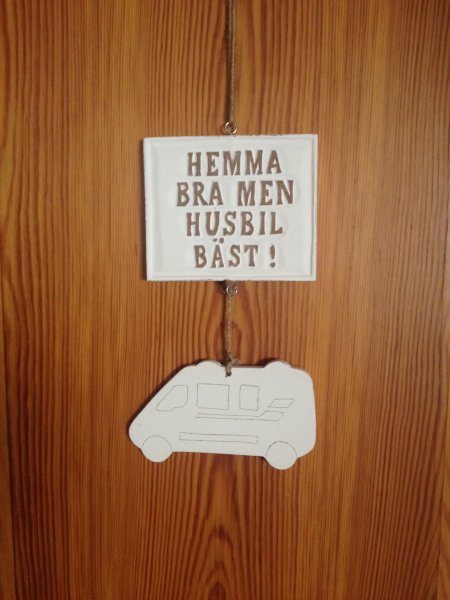 HEMMA
BRA MEN
HUSBIL
BÄST !